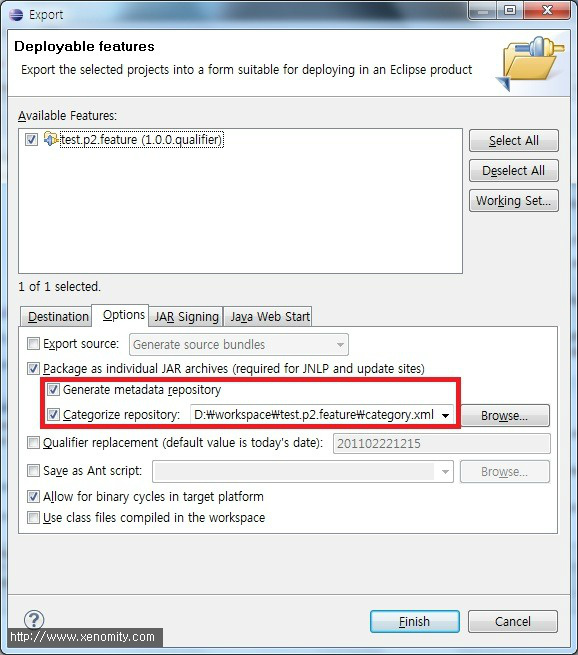 Export
Deployable features
Export the selected projects into a form suitable for deploying in an Eclipse product
Available Features:
test.p2.feature (1.0.0.qualifier)
Select All
Deselect All
Working Set...
1 of 1 selected.
Destination Options JAR Signing Java Web Start
Export source: Generate source bundles
Package as individual JAR archives (required for JNLP and update sites)
Generate metadata repository
Categorize repository: D:₩workspace₩test.p2.feature₩category.xml Browse...
Qualifier replacement (default value is today's date): 201102221215
Save as Ant script: Browse...
Allow for binary cycles in target platform
Use class files compiled in the workspace
? Finish Cancel
http://www.xenomity.com